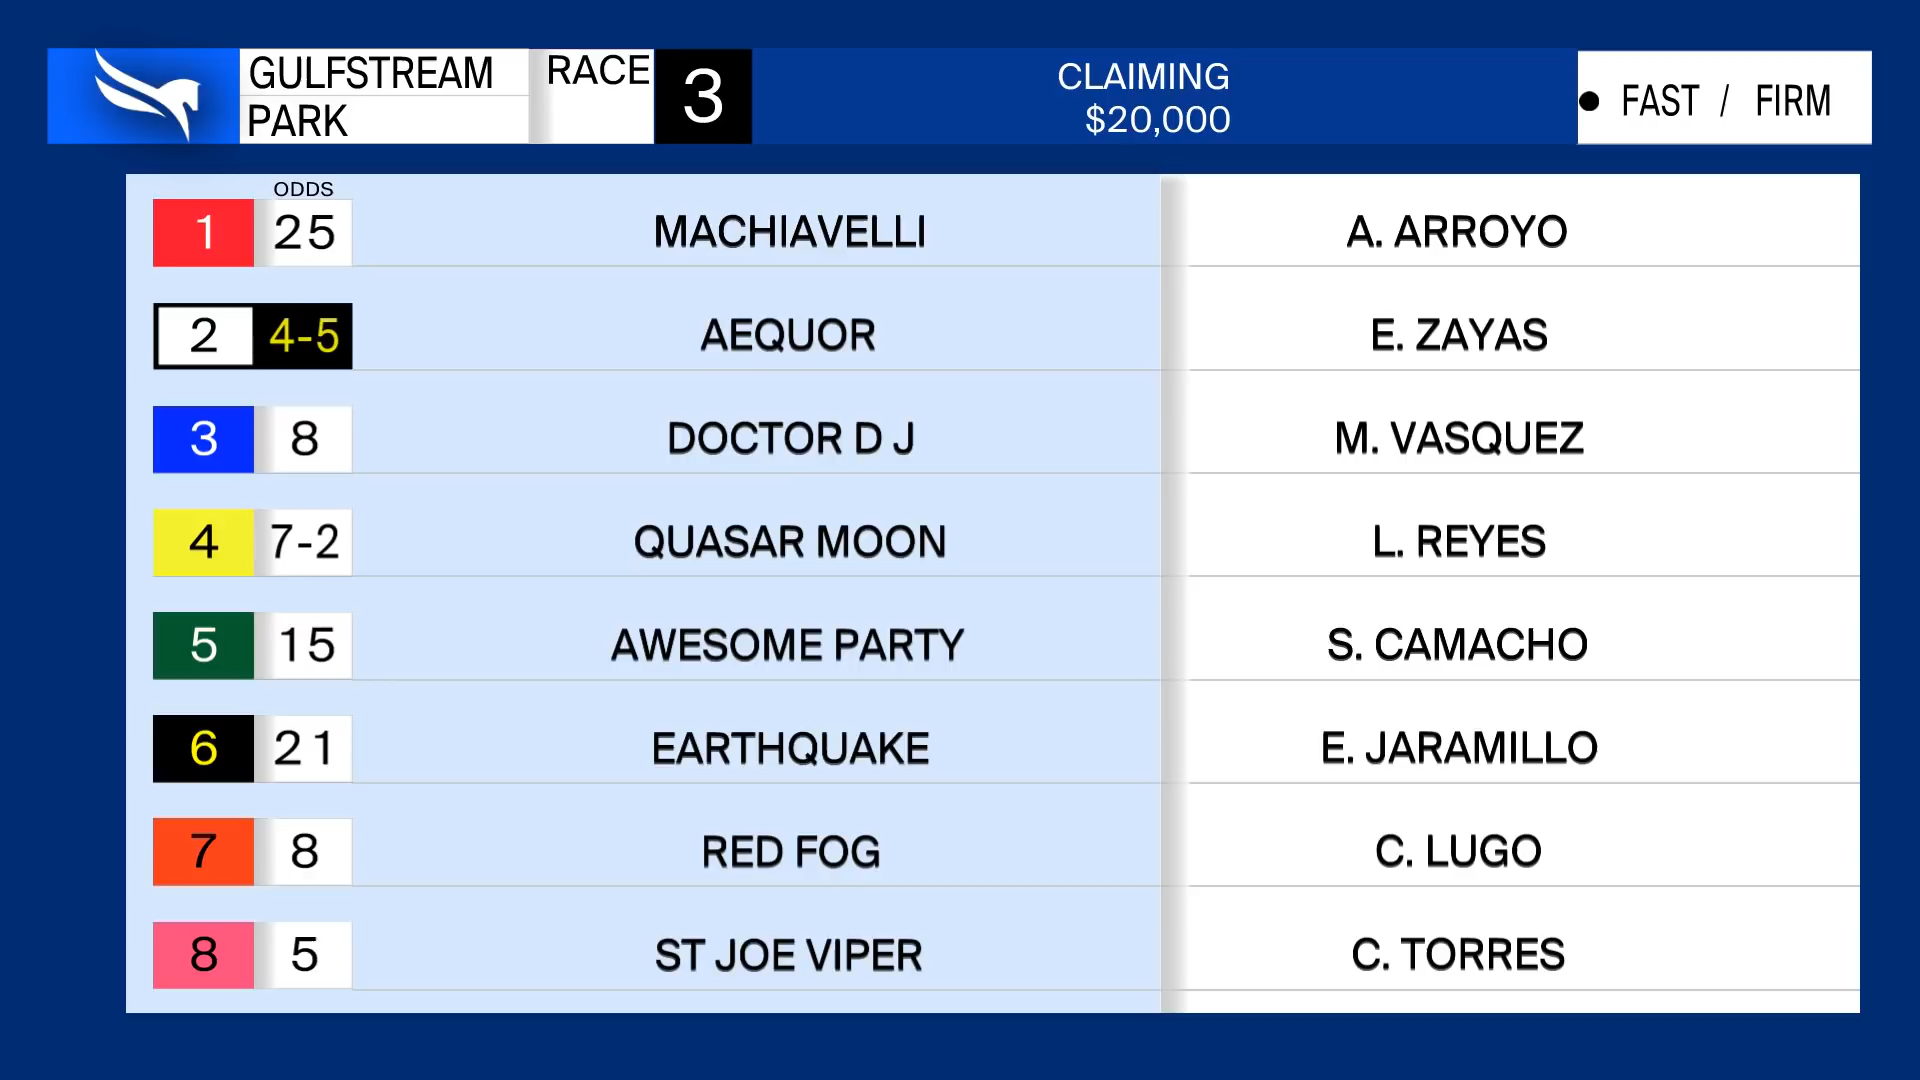 GULFSTREAM
PARK
RACE
3
CLAIMING
$20,000
FAST / FIRM
ODDS
1 25 MACHIAVELLI A. ARROYO
2 4-5 AEQUOR E. ZAYAS
3 8 DOCTOR D J M. VASQUEZ
4 7-2 QUASAR MOON L. REYES
5 15 AWESOME PARTY S. CAMACHO
6 21 EARTHQUAKE E. JARAMILLO
7 8 RED FOG C. LUGO
8 5 ST JOE VIPER C. TORRES